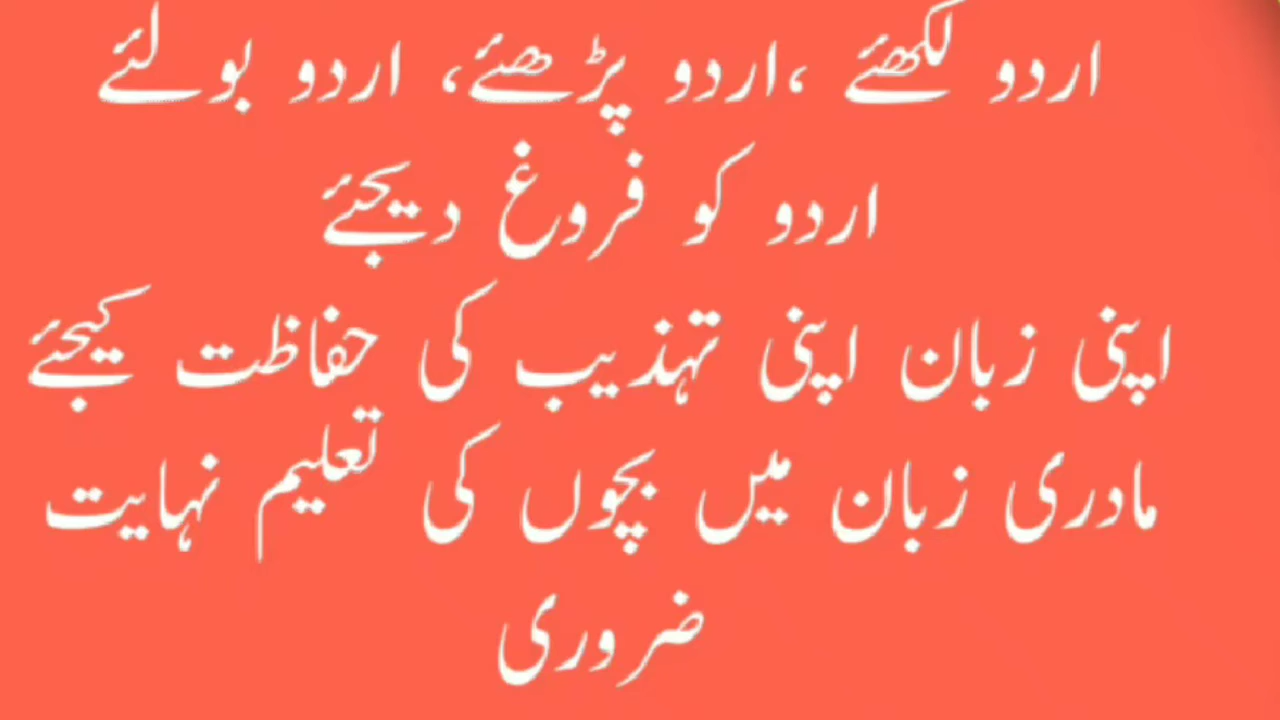 اردو لکھئے ،اردو پڑھئے، اردو بولئے
اردو کو فروغ دیجئے
اپنی زبان اپنی تہذیب کی حفاظت کیجئے
مادری زبان میں بچوں کی تعلیم نہایت
ضروری